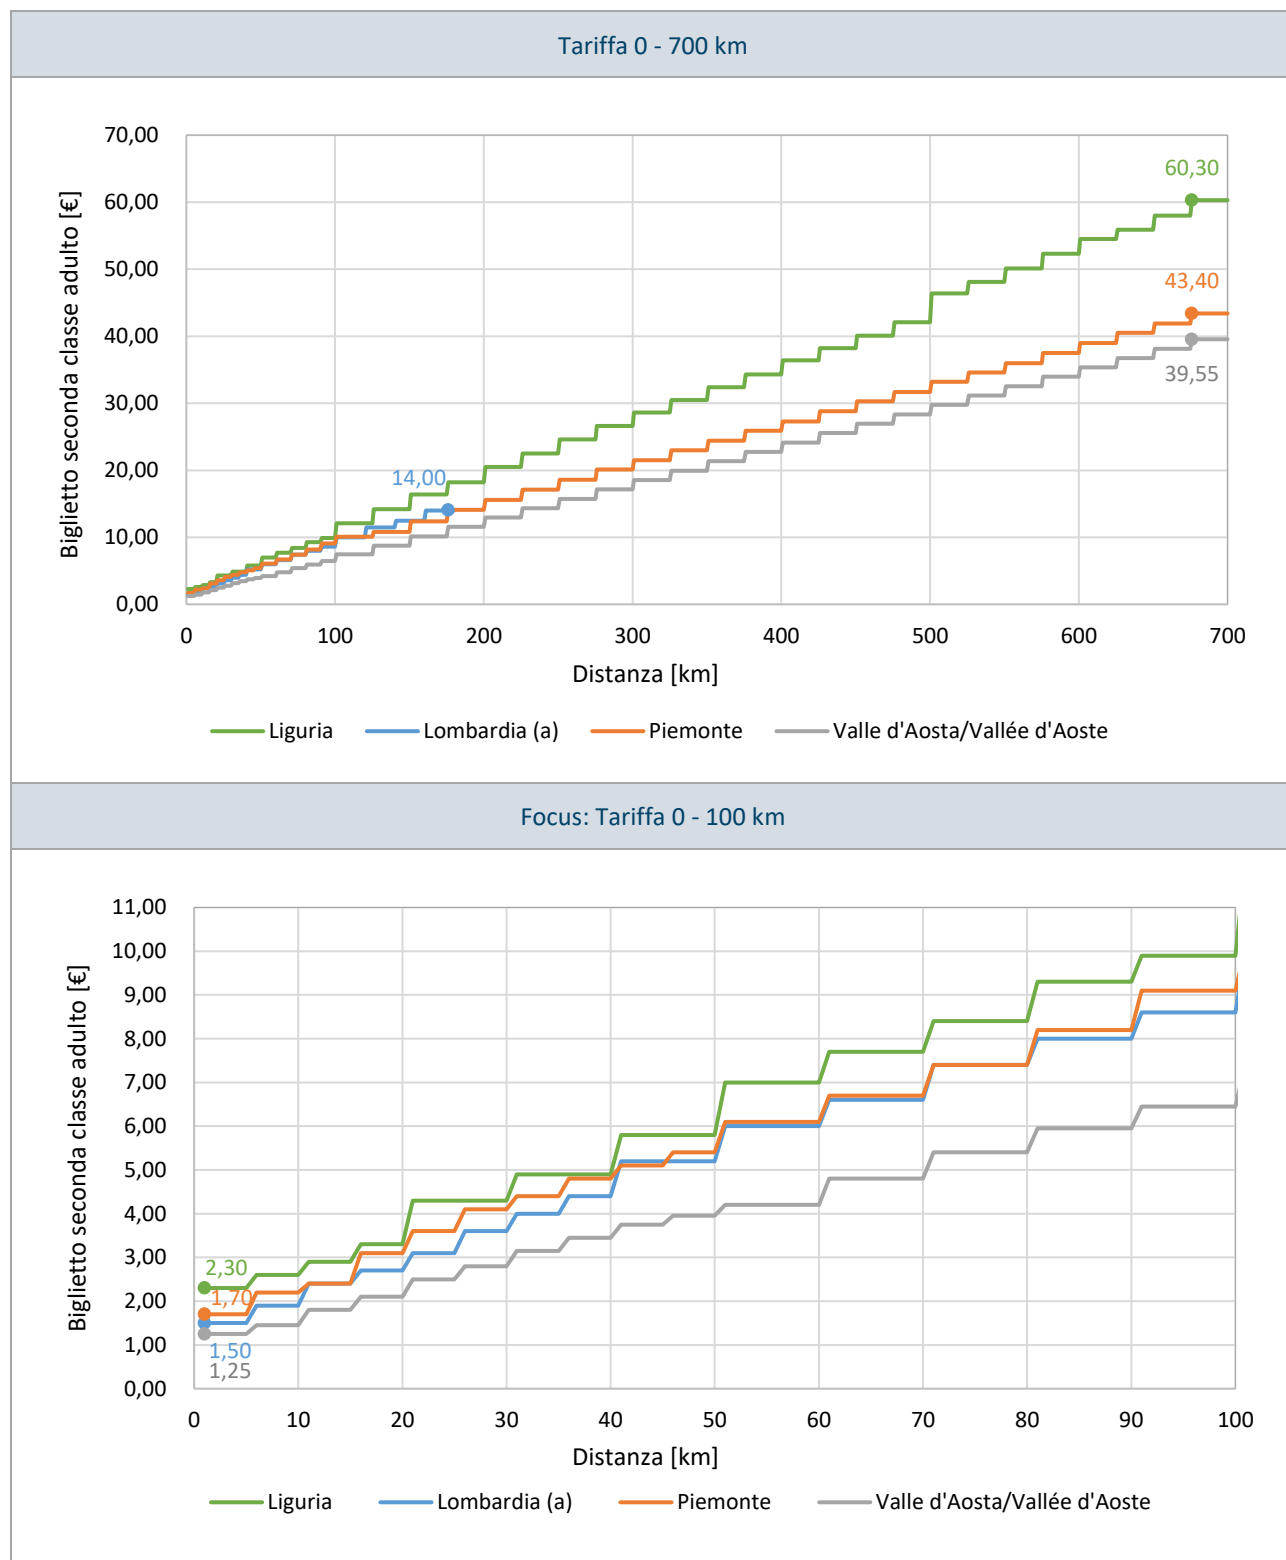 Tariffa 0 - 700 km
70,00
60,00
50,00
40,00
30,00
20,00
10,00
0,00
Biglietto seconda classe adulto [€]
60,30
43,40
39,55
14,00
0 100 200 300 400 500 600 700
Distanza [km]
Liguria Lombardia (a) Piemonte Valle d'Aosta/Vallée d'Aoste
Focus: Tariffa 0 - 100 km
11,00
10,00
9,00
8,00
7,00
6,00
5,00
4,00
3,00
2,00
1,00
0,00
Biglietto seconda classe adulto [€]
2,30
1,70
1,50
1,25
0 10 20 30 40 50 60 70 80 90 100
Distanza [km]
Liguria Lombardia (a) Piemonte Valle d'Aosta/Vallée d'Aoste